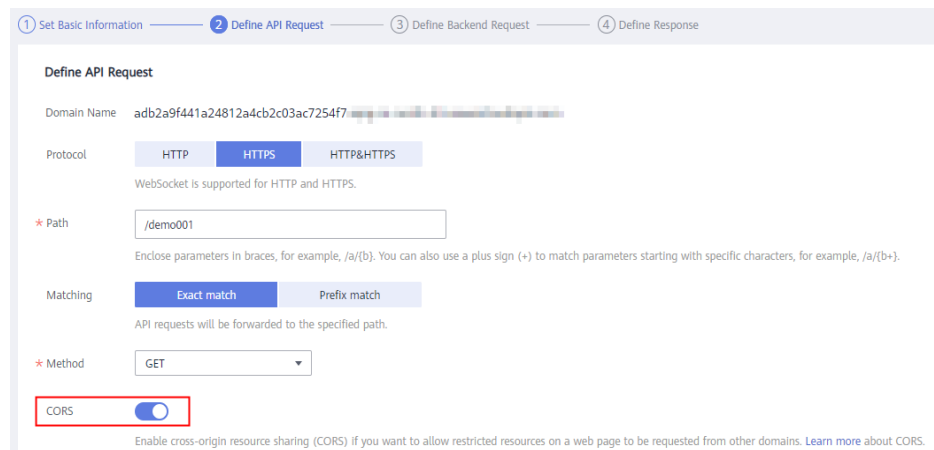 1 Set Basic Information 2 Define API Request 3 Define Backend Request 4 Define Response
Define API Request
Domain Name adb2a9f441a24812a4cb2c03ac7254f7
Protocol HTTP HTTPS HTTP&HTTPS
WebSocket is supported for HTTP and HTTPS.
* Path /demo001
Enclose parameters in braces, for example, /a/{b}. You can also use a plus sign (+) to match parameters starting with specific characters, for example, /a/{b+}.
Matching Exact match Prefix match
API requests will be forwarded to the specified path.
* Method GET
CORS
Enable cross-origin resource sharing (CORS) if you want to allow restricted resources on a web page to be requested from other domains. Learn more about CORS.